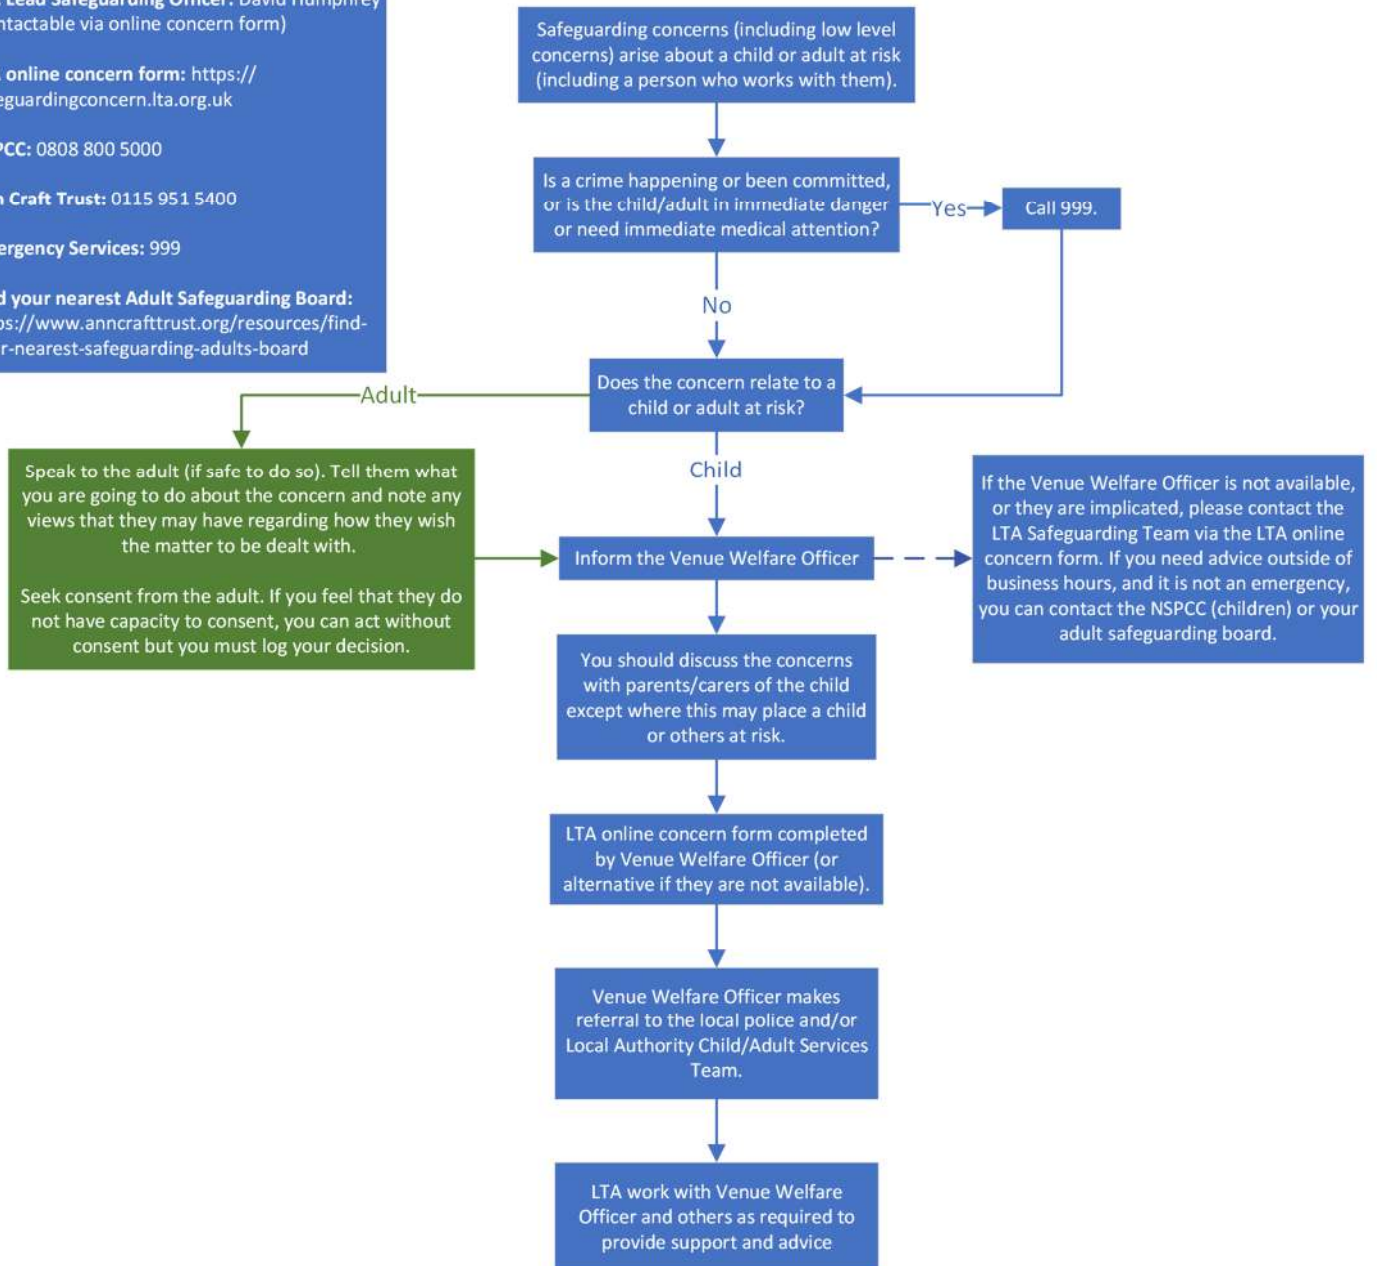 Lead Safeguarding Officer: David Humphrey
ntactable via online concern form)
online concern form: https://
eguardingconcern.lta.org.uk
PCC: 0808 800 5000
n Craft Trust: 0115 951 5400
ergency Services: 999
d your nearest Adult Safeguarding Board:
ps://www.anncrafttrust.org/resources/find-
r-nearest-safeguarding-adults-board
Safeguarding concerns (including low level
concerns) arise about a child or adult at risk
(including a person who works with them).
Is a crime happening or been committed,
or is the child/adult in immediate danger
or need immediate medical attention?
Yes
Call 999.
No
Does the concern relate to a
child or adult at risk?
Adult
Speak to the adult (if safe to do so). Tell them what
you are going to do about the concern and note any
views that they may have regarding how they wish
the matter to be dealt with.
Seek consent from the adult. If you feel that they do
not have capacity to consent, you can act without
consent but you must log your decision.
Child
Inform the Venue Welfare Officer
If the Venue Welfare Officer is not available,
or they are implicated, please contact the
LTA Safeguarding Team via the LTA online
concern form. If you need advice outside of
business hours, and it is not an emergency,
you can contact the NSPCC (children) or your
adult safeguarding board.
You should discuss the concerns
with parents/carers of the child
except where this may place a child
or others at risk.
LTA online concern form completed
by Venue Welfare Officer (or
alternative if they are not available).
Venue Welfare Officer makes
referral to the local police and/or
Local Authority Child/Adult Services
Team.
LTA work with Venue Welfare
Officer and others as required to
provide support and advice